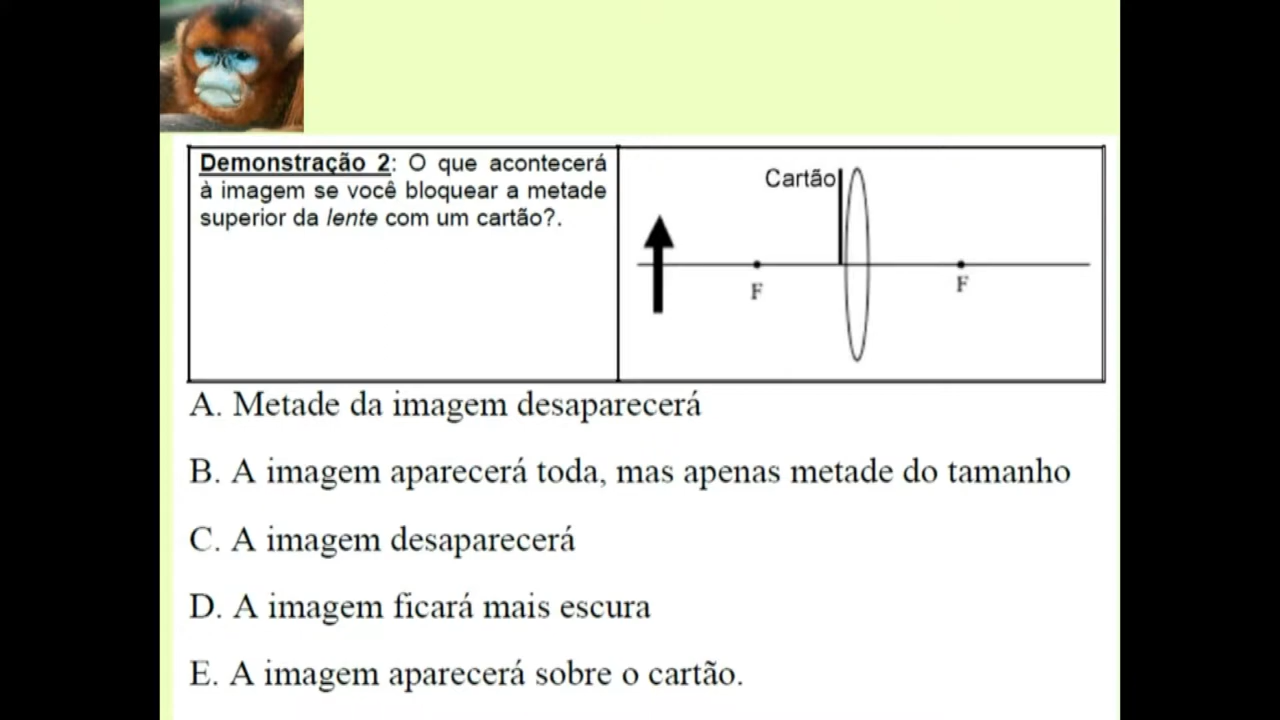 Demonstração 2: O que acontecerá
à imagem se você bloquear a metade
superior da lente com um cartão?.
Cartão
F
F
A. Metade da imagem desaparecerá
B. A imagem aparecerá toda, mas apenas metade do tamanho
C. A imagem desaparecerá
D. A imagem ficará mais escura
E. A imagem aparecerá sobre o cartão.